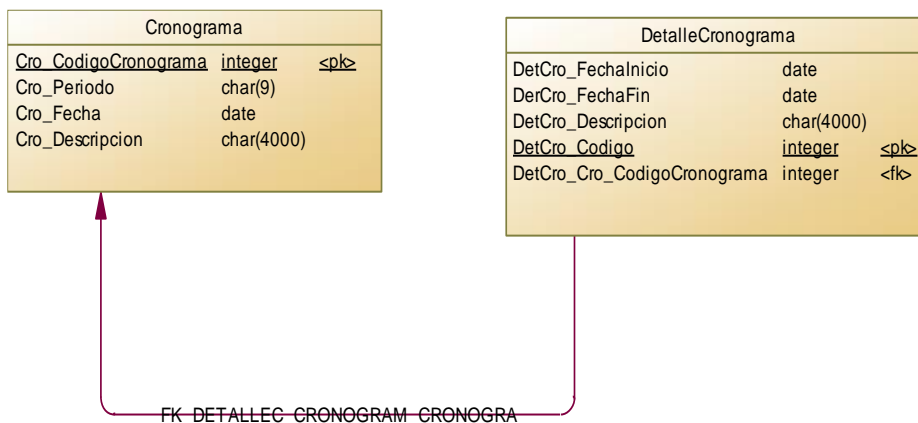 Cronograma
Cro_CodigoCronograma integer <pk>
Cro_Periodo char(9)
Cro_Fecha date
Cro_Descripcion char(4000)
DetalleCronograma
DetCro_FechaInicio date
DerCro_FechaFin date
DetCro_Descripcion char(4000)
DetCro_Codigo integer <pk>
DetCro_Cro_CodigoCronograma integer <fk>
FK_DETALLEC_CRONOGRAM_CRONOGRA